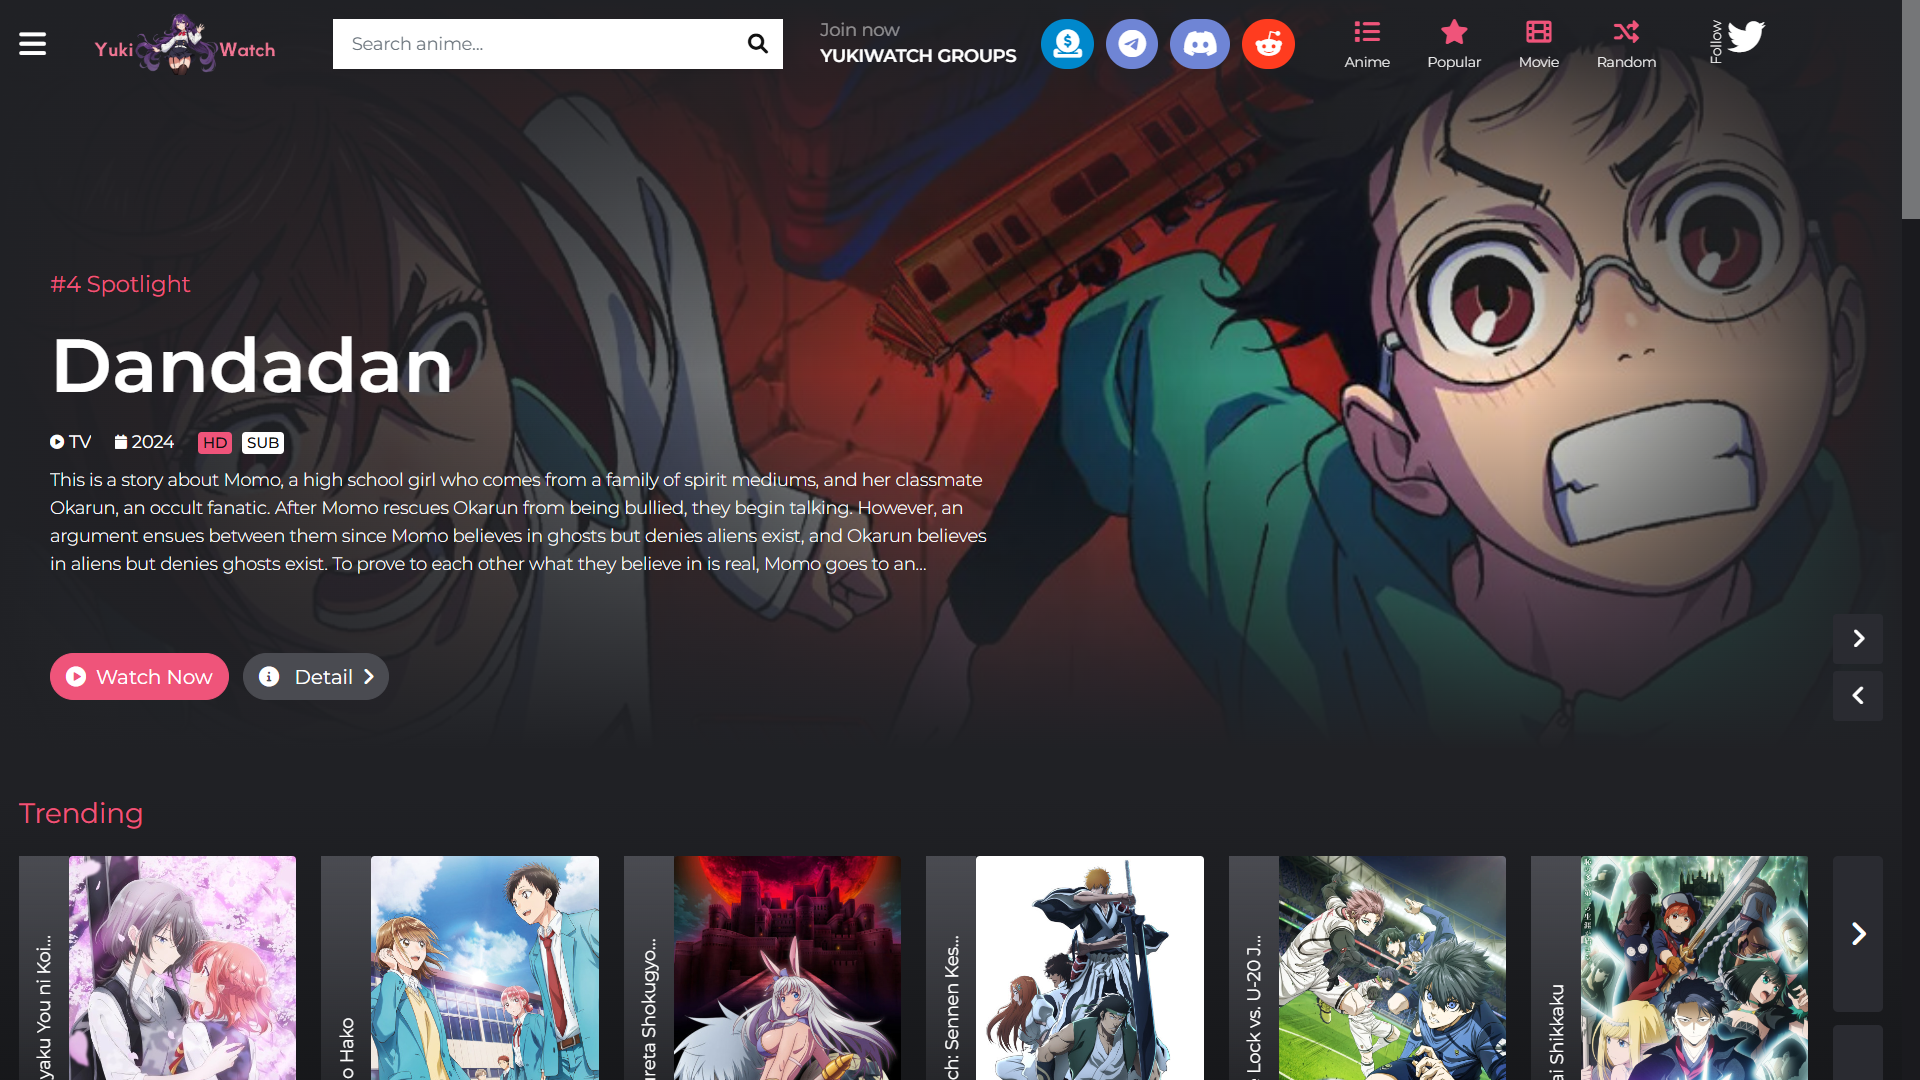 Yuki Watch
Search anime...
Join now
YUKIWATCH GROUPS
Anime
Popular
Movie
Random
Follow
#4 Spotlight
Dandadan
TV 2024 HD SUB
This is a story about Momo, a high school girl who comes from a family of spirit mediums, and her classmate
Okarun, an occult fanatic. After Momo rescues Okarun from being bullied, they begin talking. However, an
argument ensues between them since Momo believes in ghosts but denies aliens exist, and Okarun believes
in aliens but denies ghosts exist. To prove to each other what they believe in is real, Momo goes to an...
Watch Now
Detail
Trending
yaku You ni Koi...
o Hako
ureta Shokugyo...
ch: Sennen Kes...
Lock vs. U-20 J...
ai Shikkaku